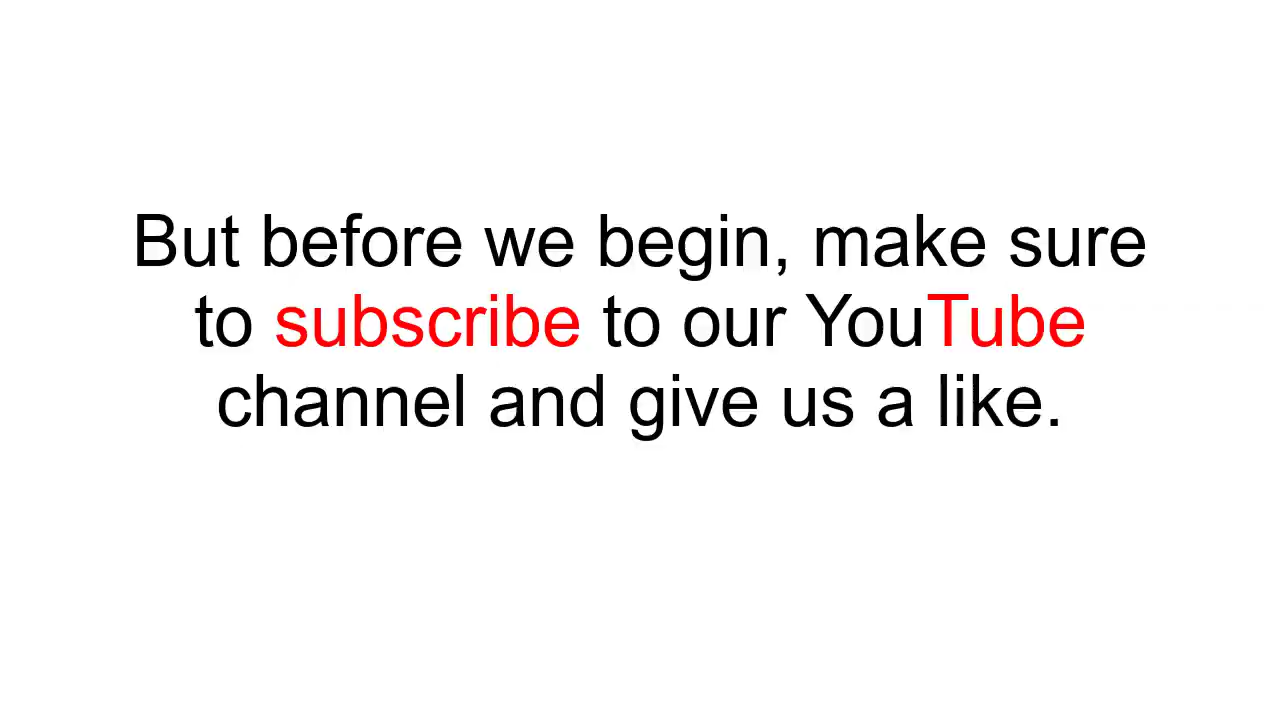 But before we begin, make sure
to subscribe to our YouTube
channel and give us a like.